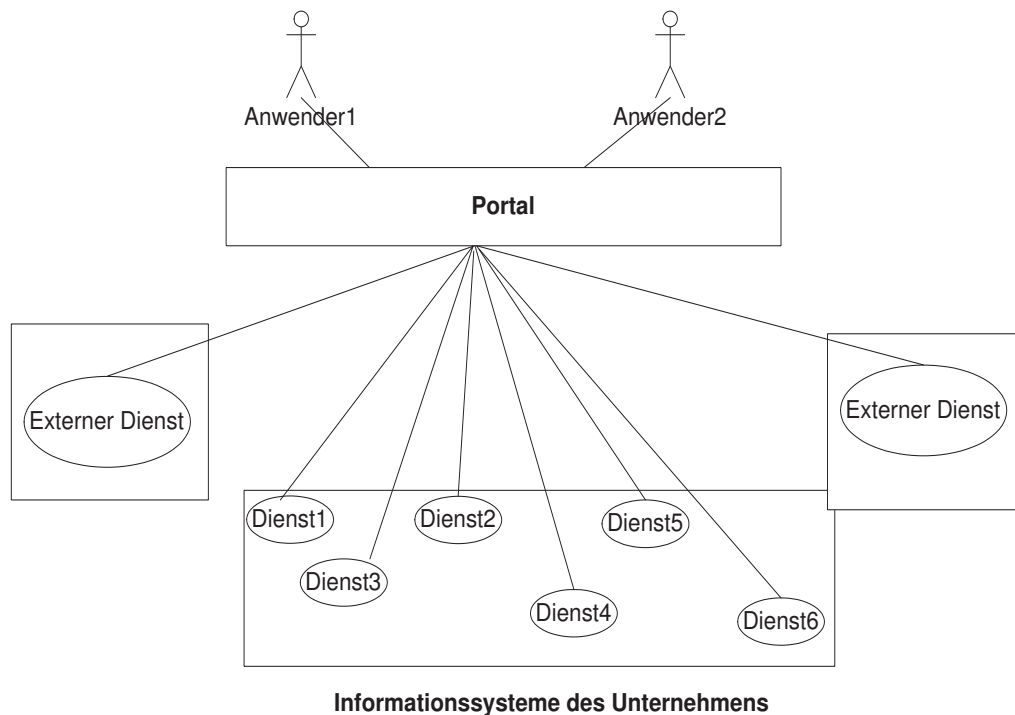 Anwender1
Anwender2
Portal
Externer Dienst
Externer Dienst
Dienst1
Dienst2
Dienst5
Dienst3
Dienst4
Dienst6
Informationssysteme des Unternehmens